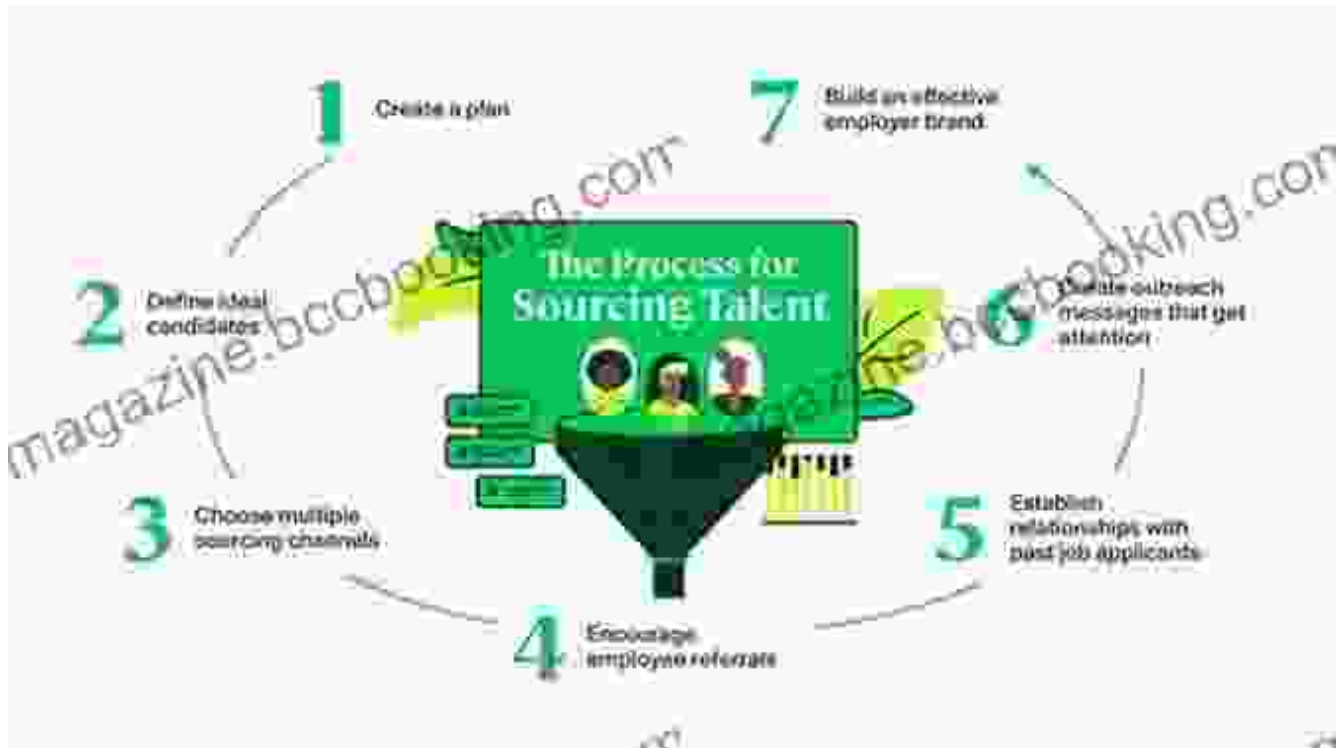 1
Create a plan
2
Define ideal
candidates
3
Choose multiple
sourcing channels
4
Encourage
employee referrals
5
Establish
relationships with
past job applicants
6
Create outreach
messages that get
attention
7
Build an effective
employer brand
The Process for
Sourcing Talent
magazine.bccbooking.com
magazine.bccbooking.com